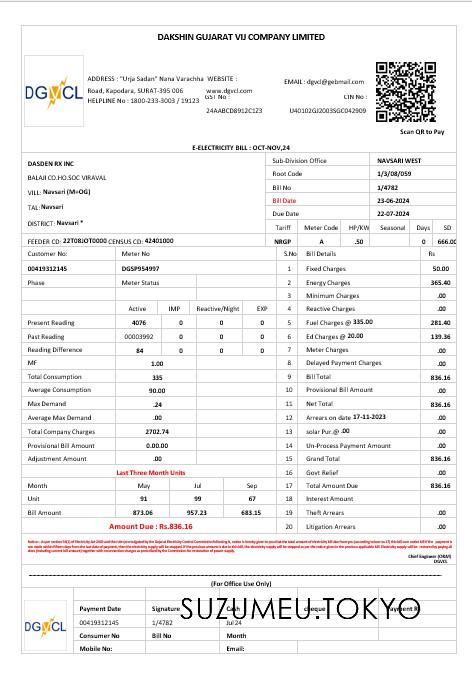 DAKSHIN GUJARAT VIJ COMPANY LIMITED
DGVCL
ADDRESS : "Urja Sadan" Nana Varachha
Road, Kapodara, SURAT-395 006
HELPLINE No : 1800-233-3003 / 19123
WEBSITE :
www.dgvcl.com
GST No :
24AABCD8912C1Z3
EMAIL : dgvcl@gebmail.com
CIN No :
U40102GJ2003SGC042909
Scan QR to Pay
E-ELECTRICITY BILL : OCT-NOV,24
DASDEN RX INC
BALAJI CO.HO.SOC VIRAVAL
VILL: Navsari (M+OG)
TAL: Navsari
DISTRICT: Navsari *
Sub-Division Office NAVSARI WEST
Root Code 1/3/08/059
Bill No 1/4782
Bill Date 23-06-2024
Due Date 22-07-2024
Tariff Meter Code HP/KW Seasonal Days SD
FEEDER CD: 22T08JOT0000 CENSUS CD: 42401000 NRGP A .50 0 666.00
Customer No: Meter No S.No Bill Details Rs
00419312145 DGSP954997 1 Fixed Charges 50.00
Phase Meter Status 2 Energy Charges 365.40
3 Minimum Charges .00
Active IMP Reactive/Night EXP 4 Reactive Charges .00
Present Reading 4076 0 0 0 5 Fuel Charges @ 335.00 281.40
Past Reading 00003992 0 0 0 6 Ed Charges @ 20.00 139.36
Reading Difference 84 0 0 0 7 Meter Charges .00
MF 1.00 8 Delayed Payment Charges .00
Total Consumption 335 9 Bill Total 836.16
Average Consumption 90.00 10 Provisional Bill Amount .00
Max Demand .24 11 Net Total 836.16
Average Max Demand .00 12 Arrears on date 17-11-2023 .00
Total Company Charges 2702.74 13 solar Pur.@ .00 .00
Provisional Bill Amount 0.00.00 14 Un-Process Payment Amount .00
Adjustment Amount .00 15 Grand Total 836.16
Last Three Month Units 16 Govt Relief .00
Month May Jul Sep 17 Total Amount Due 836.16
Unit 91 99 67 18 Interest Amount
Bill Amount 873.06 957.23 683.15 19 Theft Arrears .00
Amount Due : Rs.836.16 20 Litigation Arrears .00
Chief Engineer (O&M)
DGVCL
(For Office Use Only)
DGVCL
Payment Date Signature Cash cheque Payment R
00419312145 1/4782 Jul 24
Consumer No Bill No Month
Mobile No: Email:
SUZUMEU.TOKYO